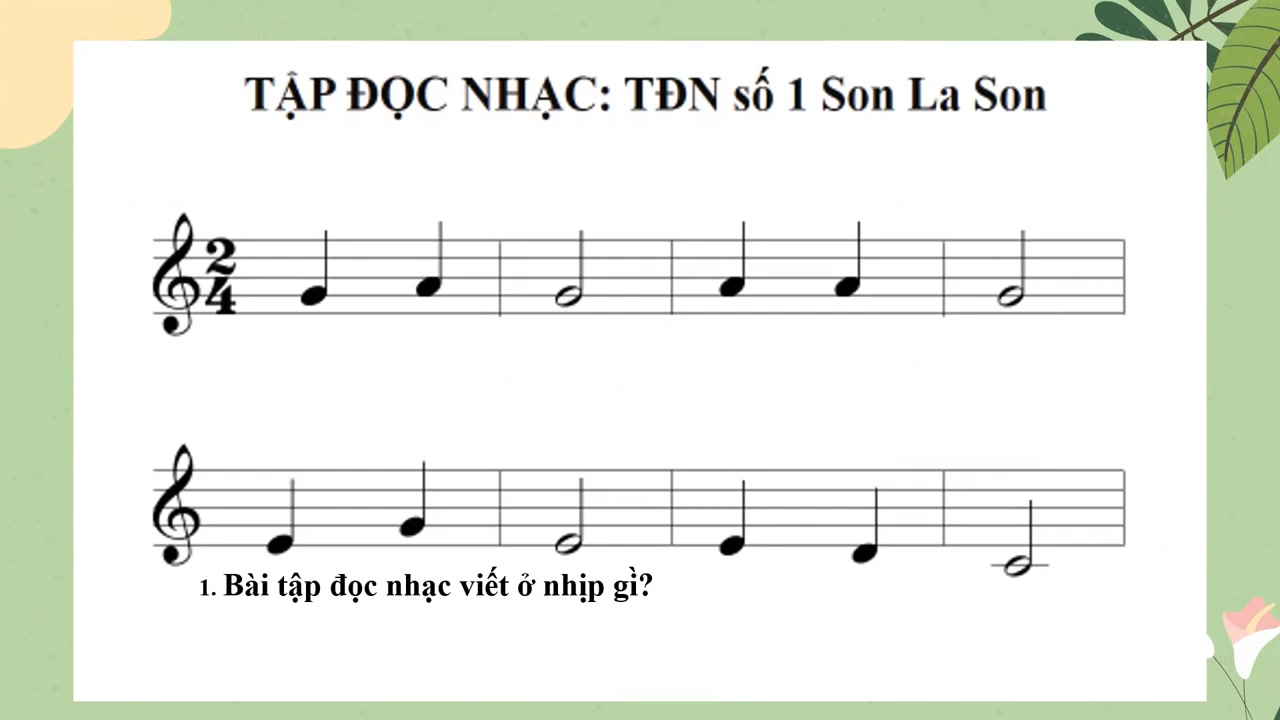 TẬP ĐỌC NHẠC: TĐN số 1 Son La Son
2
4
1. Bài tập đọc nhạc viết ở nhịp gì?